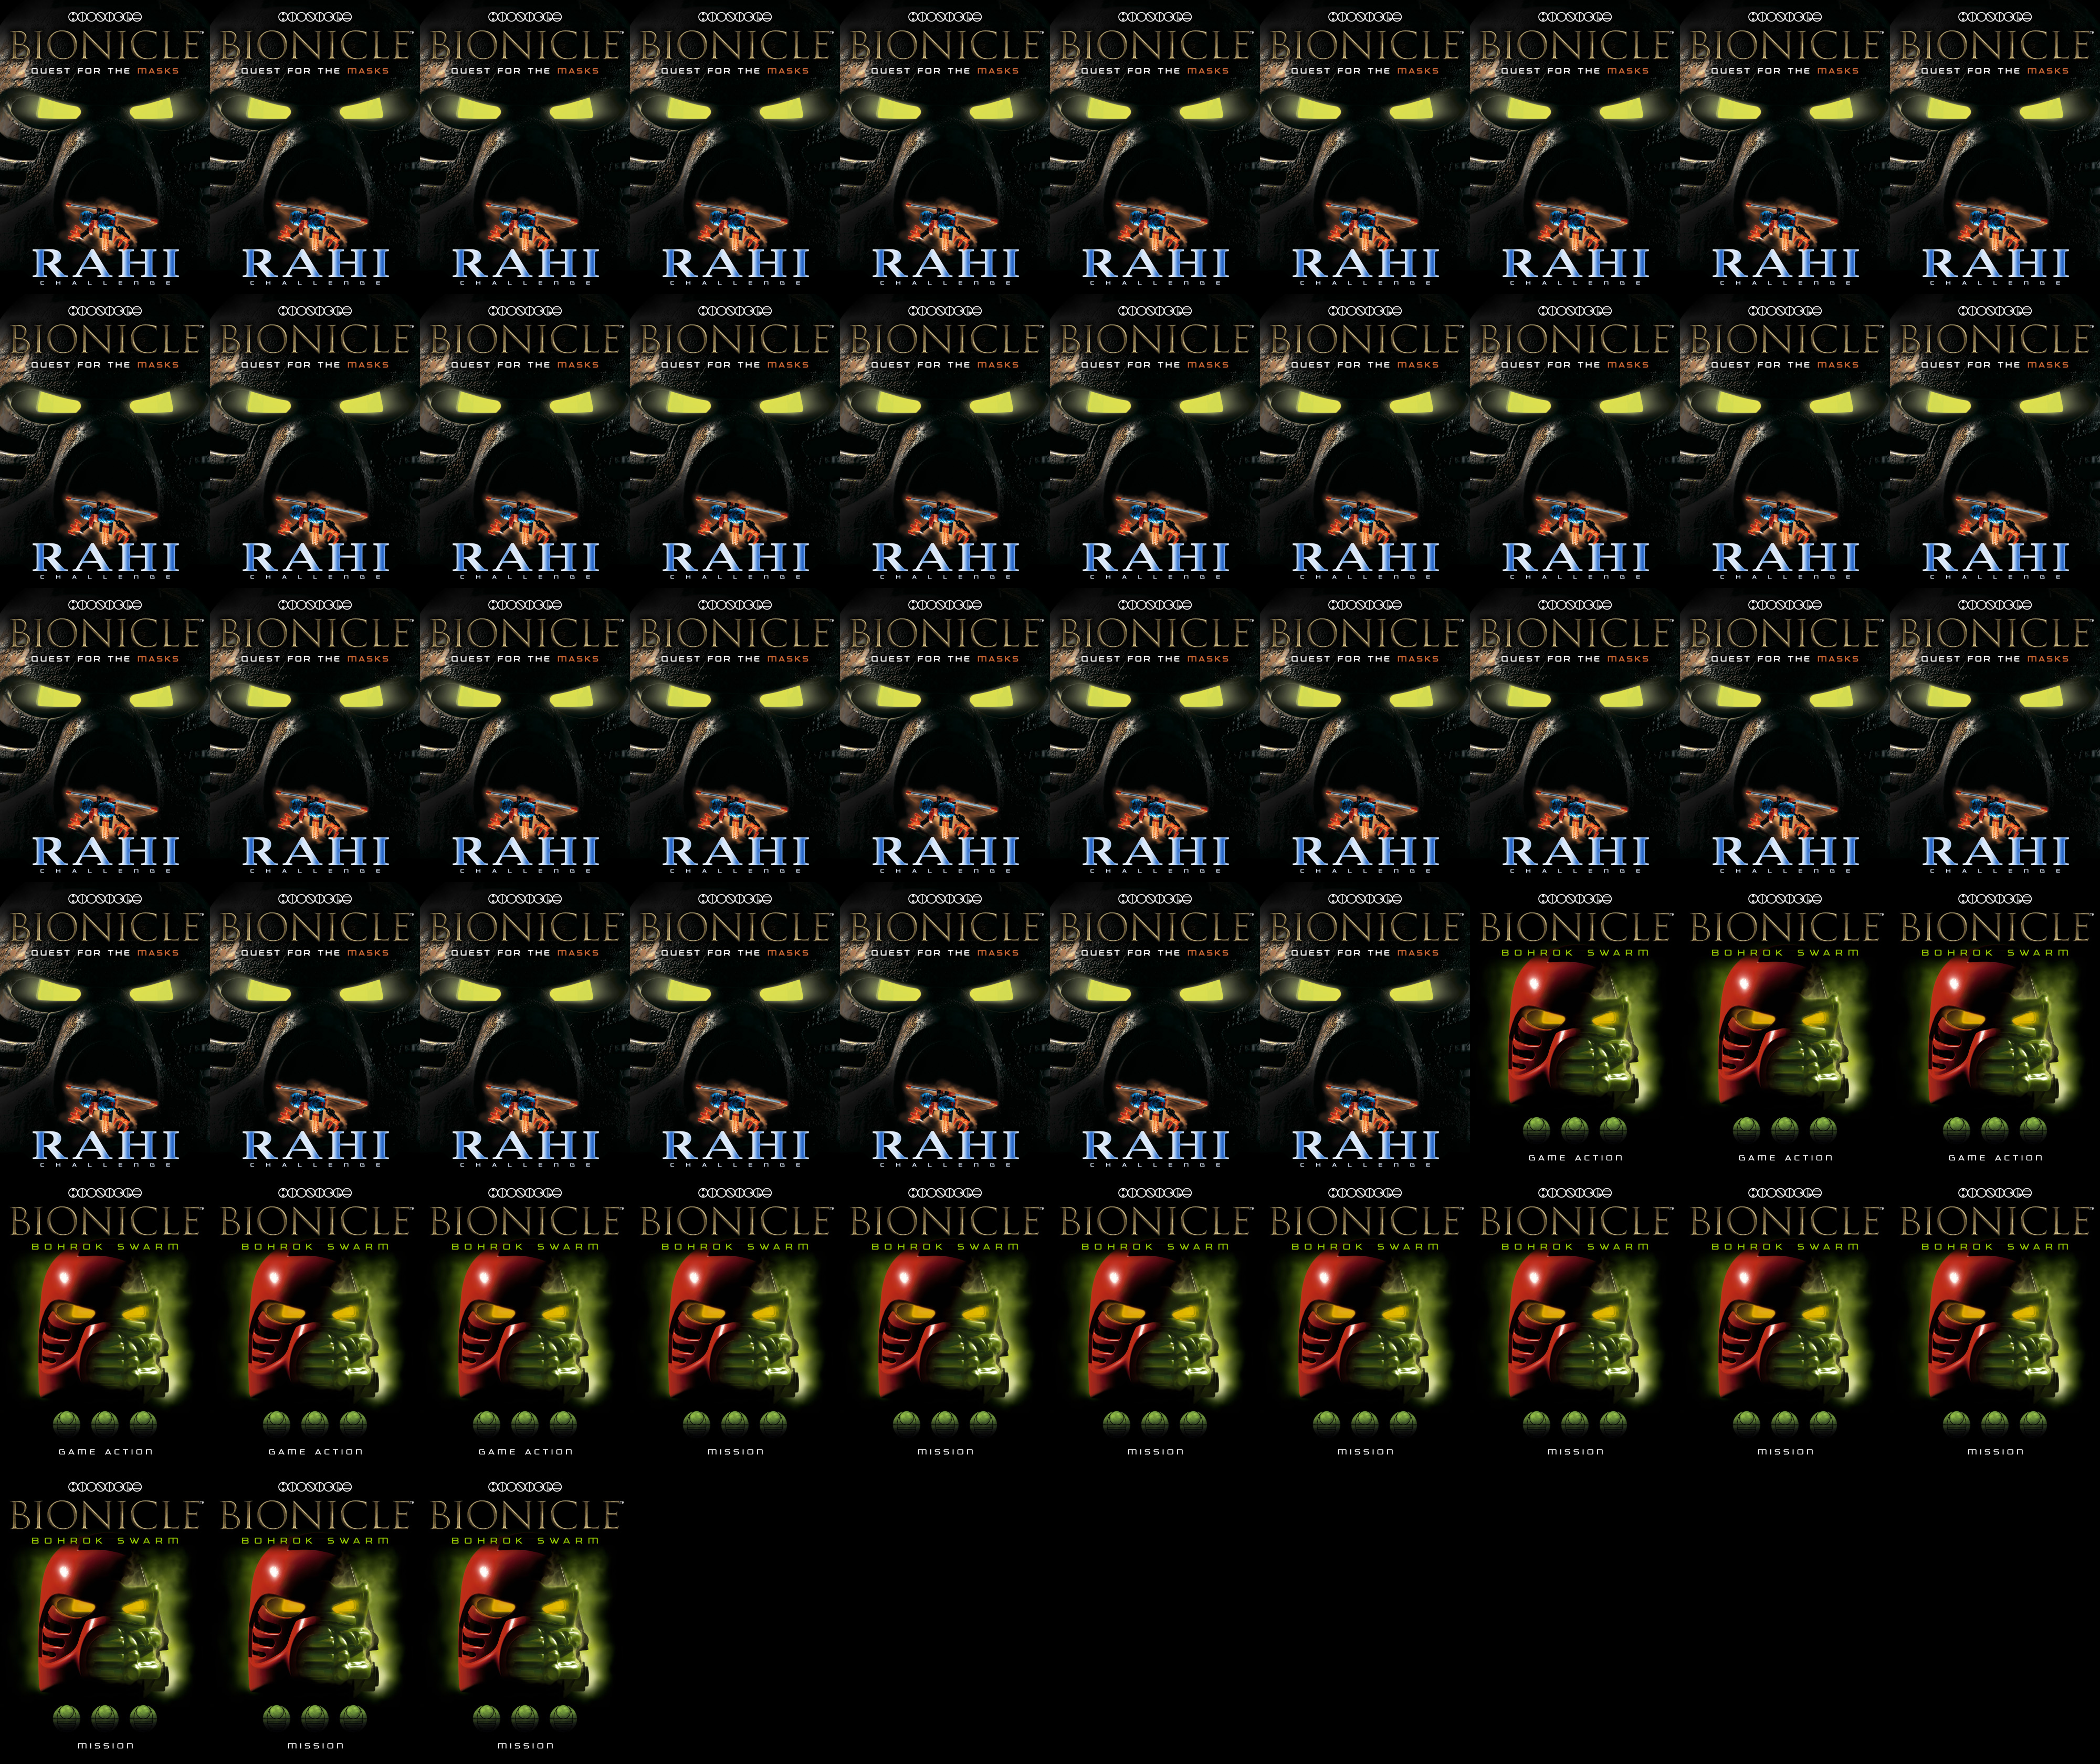 BIONICLE BIONICLE BIONICLE BIONICLE BIONICLE BIONICLE BIONICLE BIONICLE BIONICLE BIONICLE
QUEST FOR THE MASKS QUEST FOR THE MASKS QUEST FOR THE MASKS QUEST FOR THE MASKS QUEST FOR THE MASKS QUEST FOR THE MASKS QUEST FOR THE MASKS QUEST FOR THE MASKS QUEST FOR THE MASKS QUEST FOR THE MASKS
RAHI RAHI RAHI RAHI RAHI RAHI RAHI RAHI RAHI RAHI
CHALLENGE CHALLENGE CHALLENGE CHALLENGE CHALLENGE CHALLENGE CHALLENGE CHALLENGE CHALLENGE CHALLENGE
BIONICLE BIONICLE BIONICLE BIONICLE BIONICLE BIONICLE BIONICLE BIONICLE BIONICLE BIONICLE
QUEST FOR THE MASKS QUEST FOR THE MASKS QUEST FOR THE MASKS QUEST FOR THE MASKS QUEST FOR THE MASKS QUEST FOR THE MASKS QUEST FOR THE MASKS QUEST FOR THE MASKS QUEST FOR THE MASKS QUEST FOR THE MASKS
RAHI RAHI RAHI RAHI RAHI RAHI RAHI RAHI RAHI RAHI
CHALLENGE CHALLENGE CHALLENGE CHALLENGE CHALLENGE CHALLENGE CHALLENGE CHALLENGE CHALLENGE CHALLENGE
BIONICLE BIONICLE BIONICLE BIONICLE BIONICLE BIONICLE BIONICLE BIONICLE BIONICLE BIONICLE
QUEST FOR THE MASKS QUEST FOR THE MASKS QUEST FOR THE MASKS QUEST FOR THE MASKS QUEST FOR THE MASKS QUEST FOR THE MASKS QUEST FOR THE MASKS QUEST FOR THE MASKS QUEST FOR THE MASKS QUEST FOR THE MASKS
RAHI RAHI RAHI RAHI RAHI RAHI RAHI RAHI RAHI RAHI
CHALLENGE CHALLENGE CHALLENGE CHALLENGE CHALLENGE CHALLENGE CHALLENGE CHALLENGE CHALLENGE CHALLENGE
BIONICLE BIONICLE BIONICLE BIONICLE BIONICLE BIONICLE BIONICLE BIONICLE BIONICLE BIONICLE
QUEST FOR THE MASKS QUEST FOR THE MASKS QUEST FOR THE MASKS QUEST FOR THE MASKS QUEST FOR THE MASKS QUEST FOR THE MASKS QUEST FOR THE MASKS BOHROK SWARM BOHROK SWARM BOHROK SWARM
RAHI RAHI RAHI RAHI RAHI RAHI RAHI GAME ACTION GAME ACTION GAME ACTION
CHALLENGE CHALLENGE CHALLENGE CHALLENGE CHALLENGE CHALLENGE CHALLENGE
BIONICLE BIONICLE BIONICLE BIONICLE BIONICLE BIONICLE BIONICLE BIONICLE BIONICLE BIONICLE
BOHROK SWARM BOHROK SWARM BOHROK SWARM BOHROK SWARM BOHROK SWARM BOHROK SWARM BOHROK SWARM BOHROK SWARM BOHROK SWARM BOHROK SWARM
GAME ACTION GAME ACTION GAME ACTION MISSION MISSION MISSION MISSION MISSION MISSION MISSION
BIONICLE BIONICLE BIONICLE
BOHROK SWARM BOHROK SWARM BOHROK SWARM
MISSION MISSION MISSION